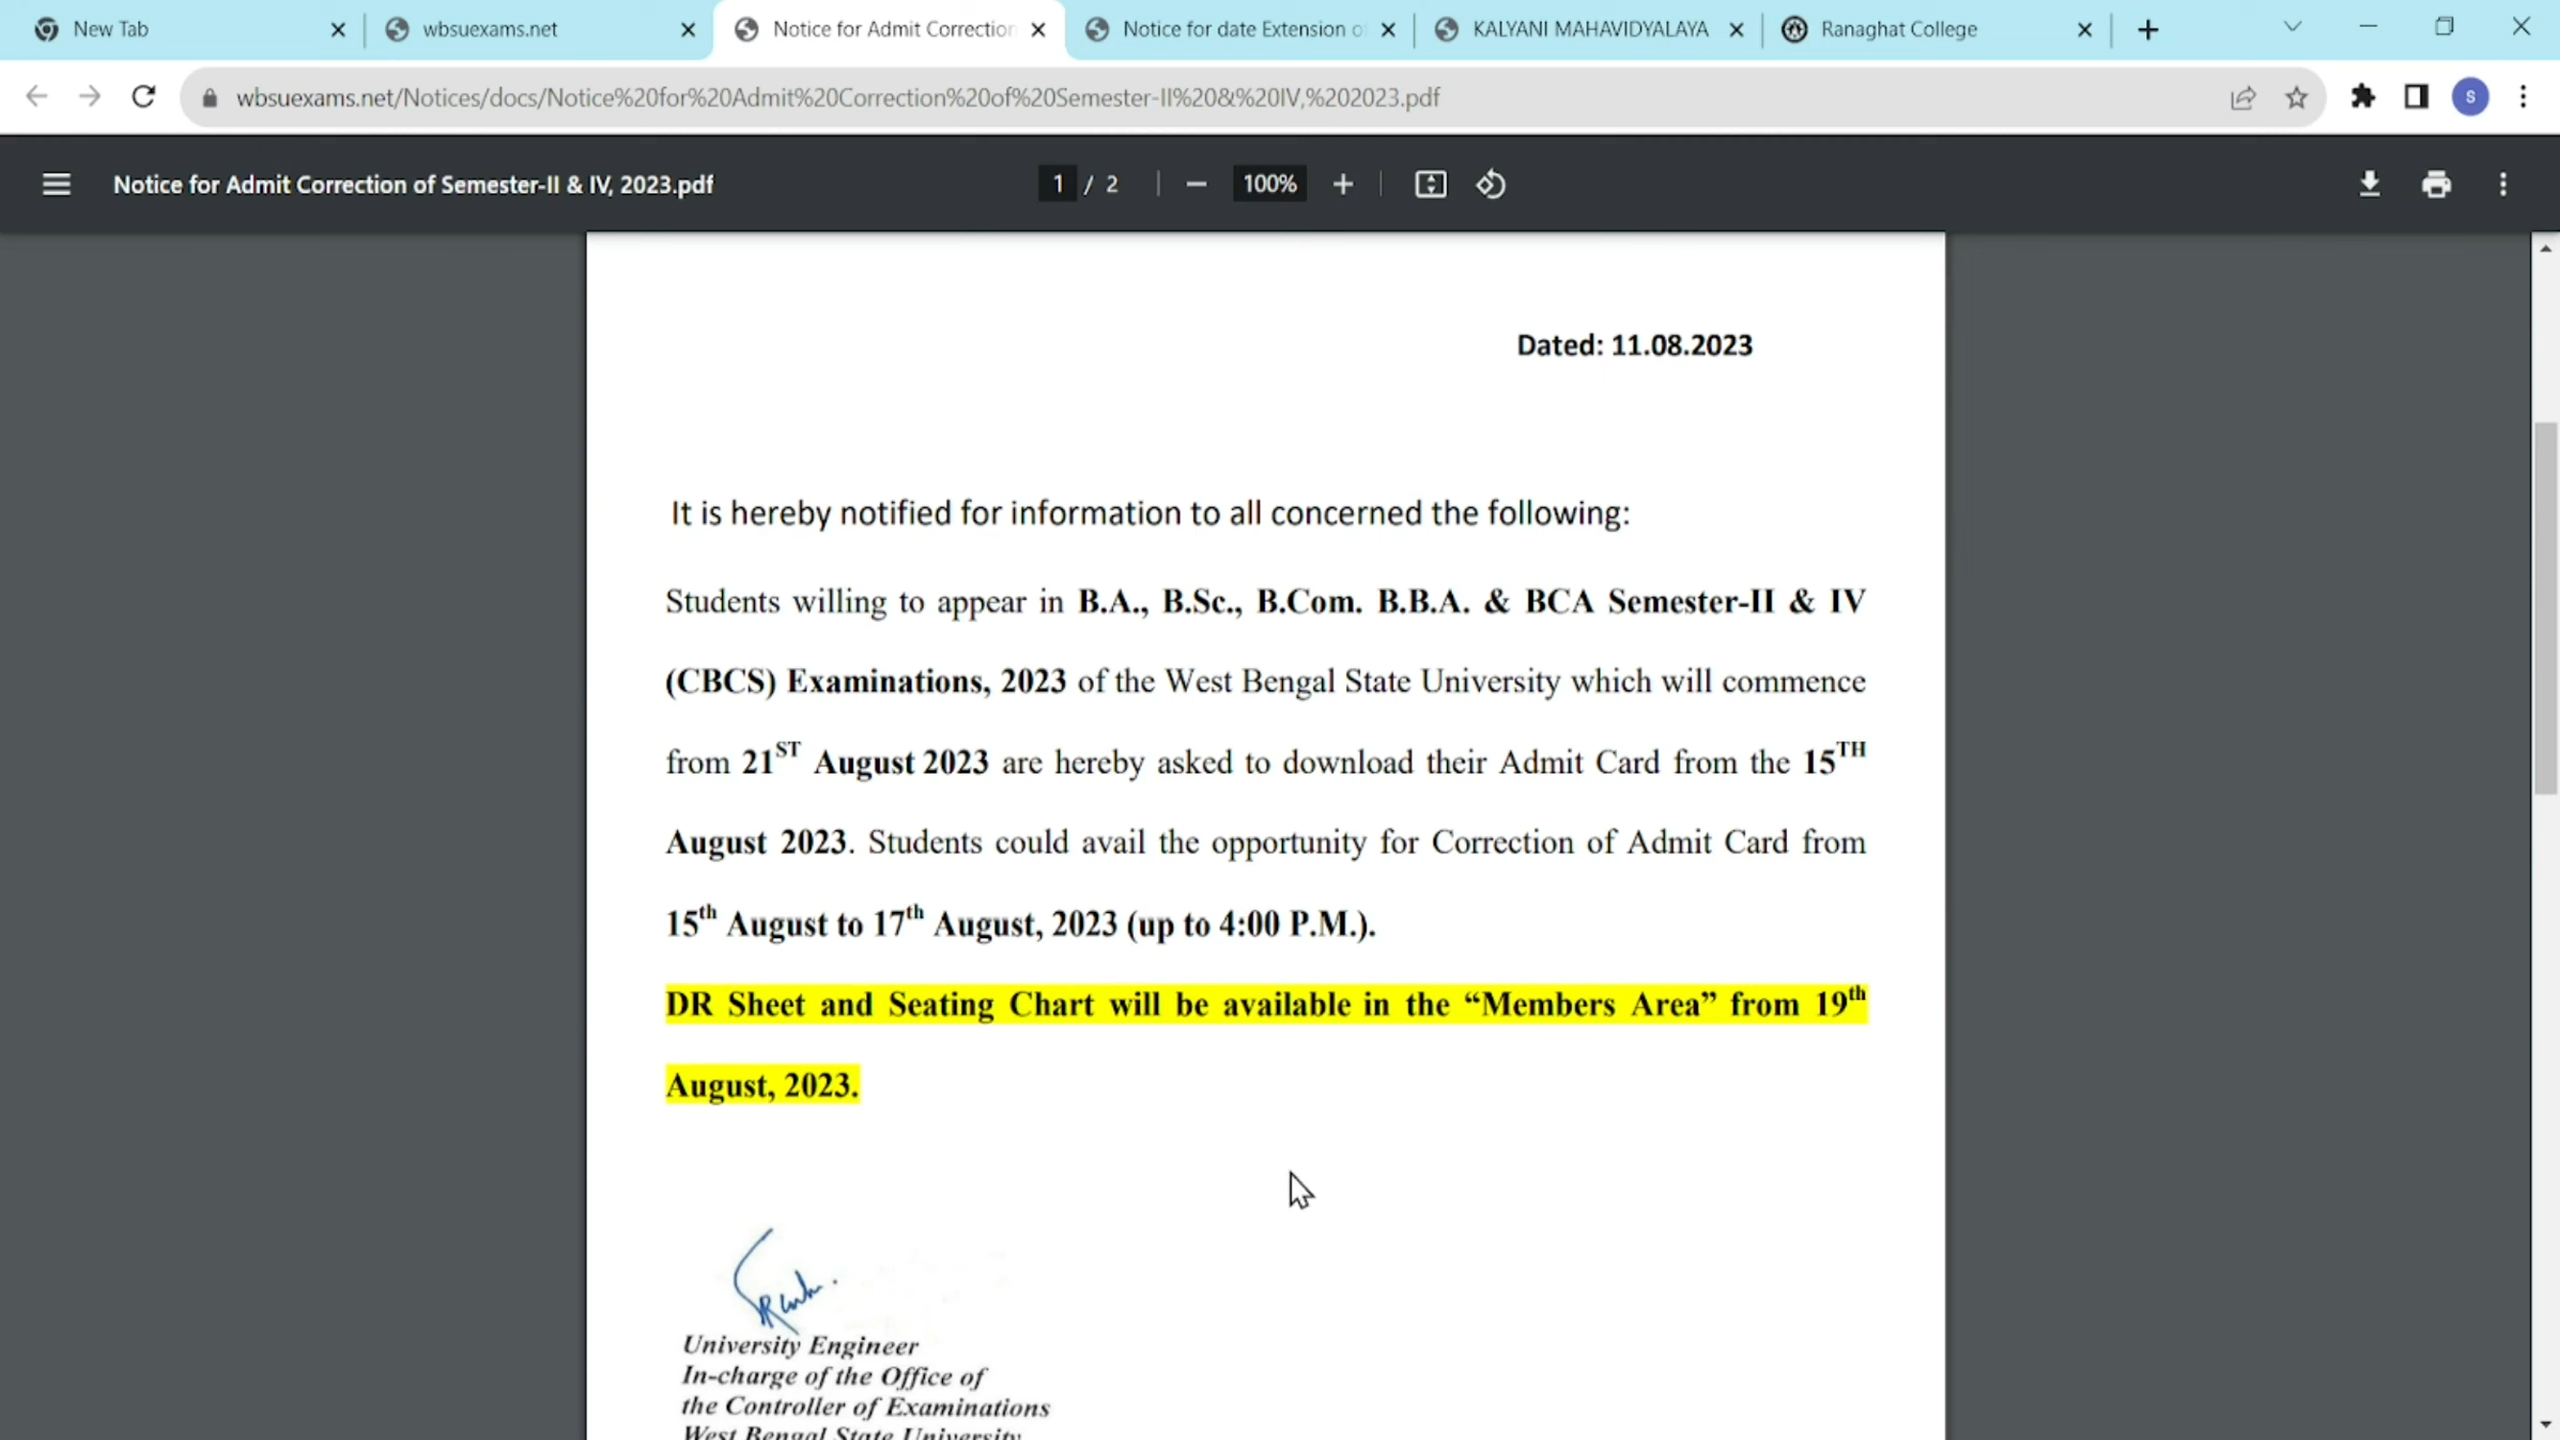 New Tab
wbsuexams.net
Notice for Admit Correction
Notice for date Extension o
KALYANI MAHAVIDYALAYA
Ranaghat College
wbsuexams.net/Notices/docs/Notice%20for%20Admit%20Correction%20of%20Semester-II%20&%20IV,%202023.pdf
S
Notice for Admit Correction of Semester-II & IV, 2023.pdf
1 / 2
100%
Dated: 11.08.2023
It is hereby notified for information to all concerned the following:
Students willing to appear in B.A., B.Sc., B.Com. B.B.A. & BCA Semester-II & IV
(CBCS) Examinations, 2023 of the West Bengal State University which will commence
from 21ST August 2023 are hereby asked to download their Admit Card from the 15TH
August 2023. Students could avail the opportunity for Correction of Admit Card from
15th August to 17th August, 2023 (up to 4:00 P.M.).
DR Sheet and Seating Chart will be available in the “Members Area” from 19th
August, 2023.
University Engineer
In-charge of the Office of
the Controller of Examinations
West Bengal State University